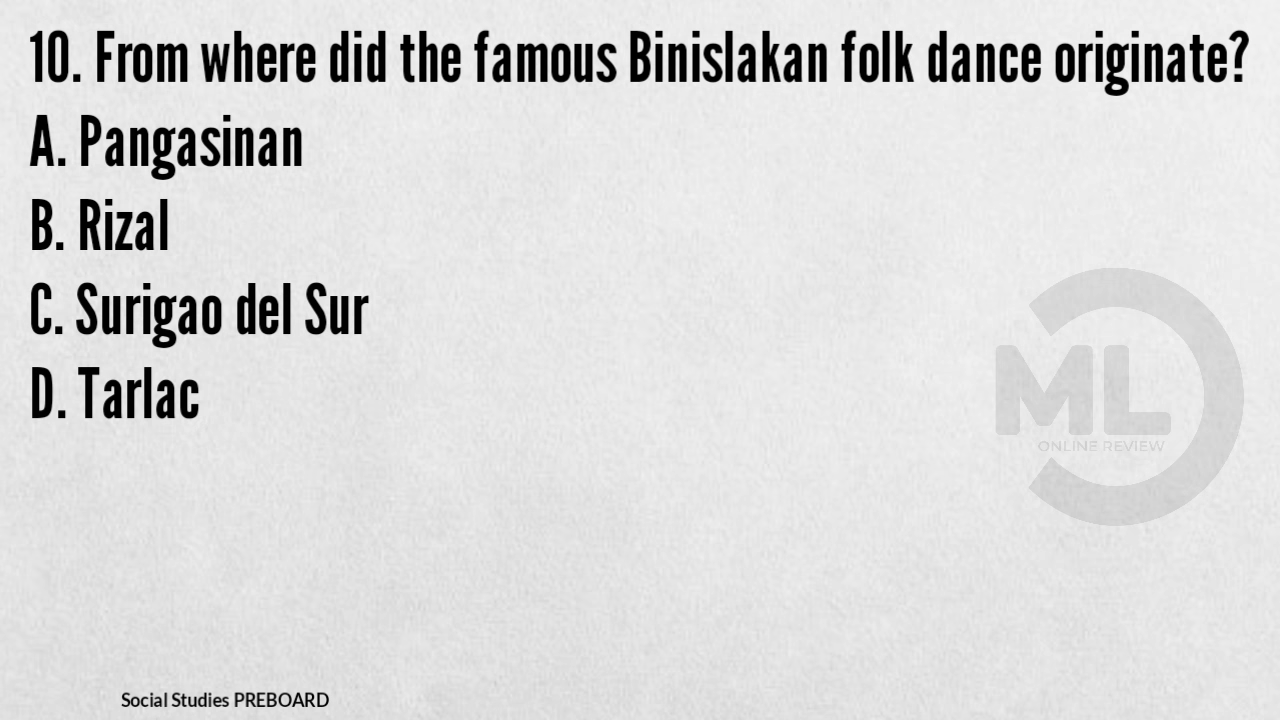 10. From where did the famous Binislakan folk dance originate?
A. Pangasinan
B. Rizal
C. Surigao del Sur
D. Tarlac
ML
ONLINE REVIEW
Social Studies PREBOARD